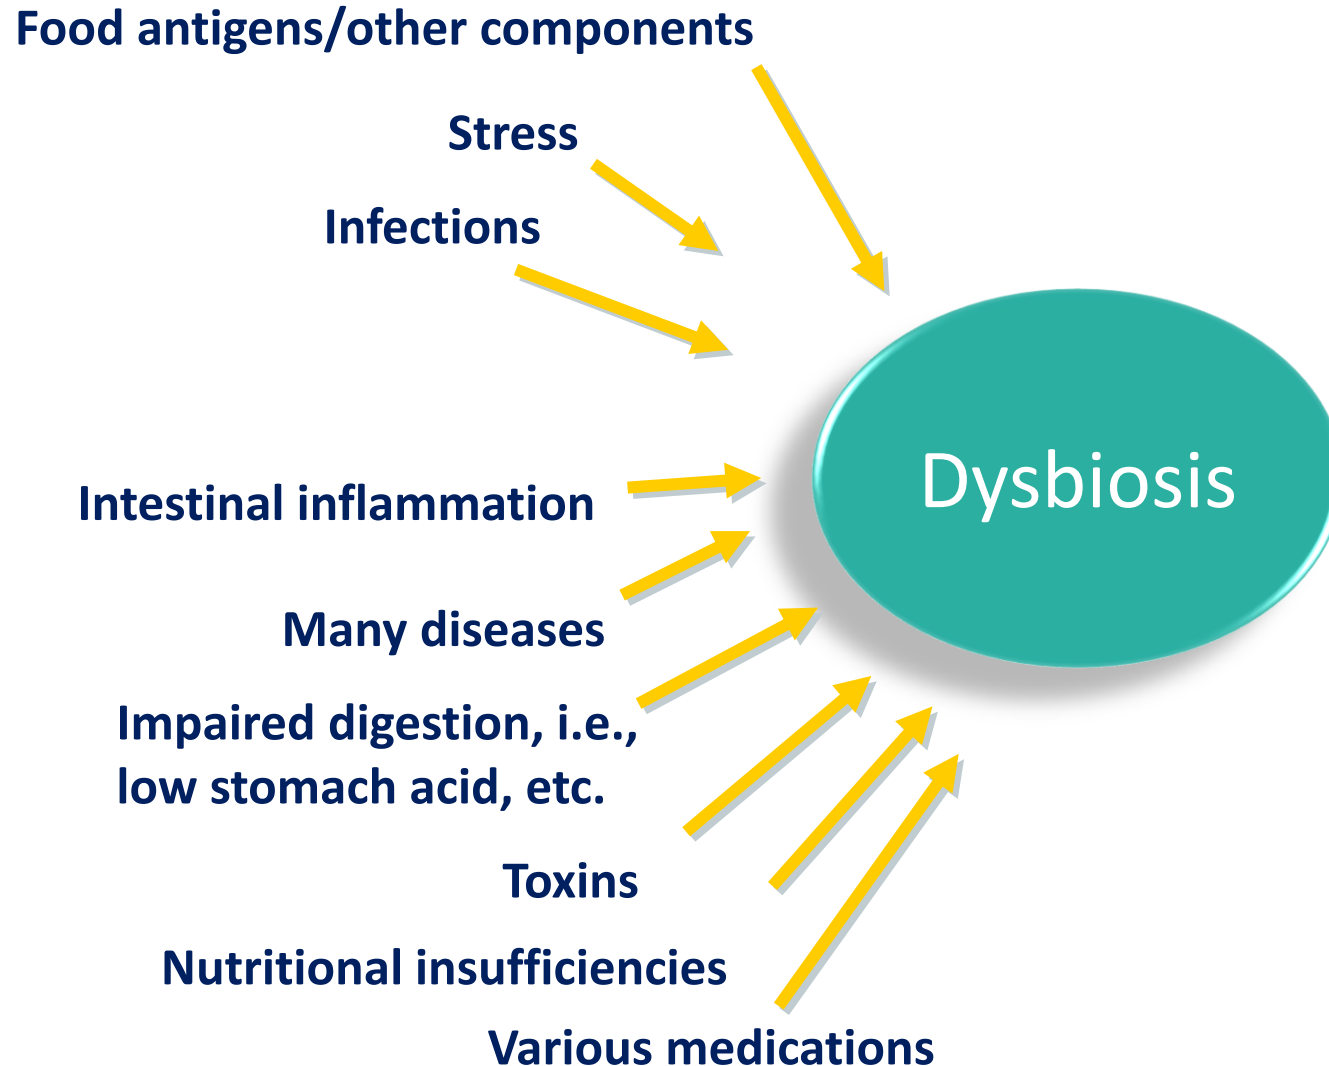 Food antigens/other components
Stress
Infections
Dysbiosis
Intestinal inflammation
Many diseases
Impaired digestion, i.e.,
low stomach acid, etc.
Toxins
Nutritional insufficiencies
Various medications